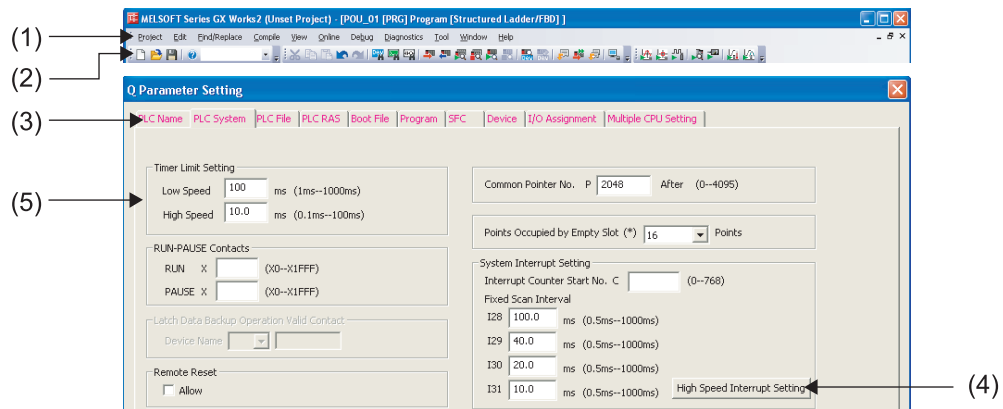 MELSOFT Series GX Works2 (Unset Project) - [POU_01 [PRG] Program [Structured Ladder/FBD] ]
(1)
Project Edit Find/Replace Compile View Online Debug Diagnostics Tool Window Help
(2)
Q Parameter Setting
(3)
PLC Name PLC System PLC File PLC RAS Boot File Program SFC Device I/O Assignment Multiple CPU Setting
(5)
Timer Limit Setting
Low Speed 100 ms (1ms--1000ms)
High Speed 10.0 ms (0.1ms--100ms)
RUN-PAUSE Contacts
RUN X (X0--X1FFF)
PAUSE X (X0--X1FFF)
Latch Data Backup Operation Valid Contact
Device Name
Remote Reset
Allow
Common Pointer No. P 2048 After (0--4095)
Points Occupied by Empty Slot (*) 16 Points
System Interrupt Setting
Interrupt Counter Start No. C (0--768)
Fixed Scan Interval
I28 100.0 ms (0.5ms--1000ms)
I29 40.0 ms (0.5ms--1000ms)
I30 20.0 ms (0.5ms--1000ms)
I31 10.0 ms (0.5ms--1000ms)
High Speed Interrupt Setting
(4)